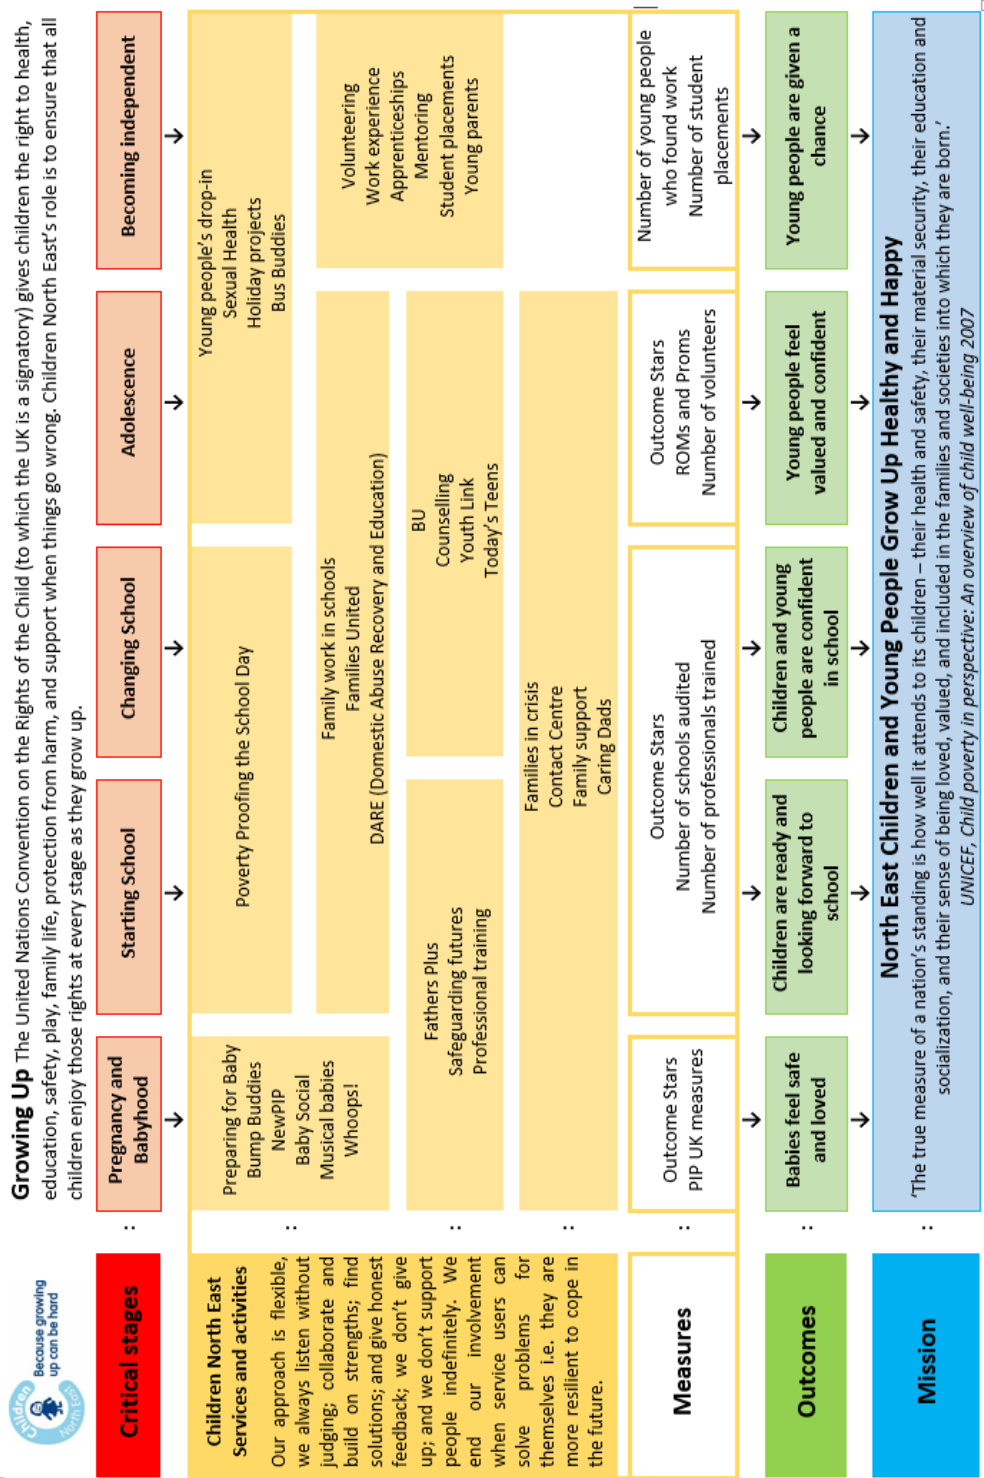 Children
North East
Because growing
up can be hard
Growing Up The United Nations Convention on the Rights of the Child (to which the UK is a signatory) gives children the right to health,
education, safety, play, family life, protection from harm, and support when things go wrong. Children North East's role is to ensure that all
children enjoy those rights at every stage as they grow up.
Critical stages
::
Pregnancy and
Babyhood
Starting School
Changing School
Adolescence
Becoming independent
Children North East
Services and activities
Our approach is flexible,
we always listen without
judging; collaborate and
build on strengths; find
solutions; and give honest
feedback; we don't give
up; and we don't support
people indefinitely. We
end our involvement
when service users can
solve problems for
themselves i.e. they are
more resilient to cope in
the future.
::
Preparing for Baby
Bump Buddies
NewPIP
Baby Social
Musical babies
Whoops!
Poverty Proofing the School Day
Young people's drop-in
Sexual Health
Holiday projects
Bus Buddies
Family work in schools
Families United
DARE (Domestic Abuse Recovery and Education)
Volunteering
Work experience
Apprenticeships
Mentoring
Student placements
Young parents
::
Fathers Plus
Safeguarding futures
Professional training
BU
Counselling
Youth Link
Today's Teens
::
Families in crisis
Contact Centre
Family support
Caring Dads
Measures
::
Outcome Stars
PIP UK measures
Outcome Stars
Number of schools audited
Number of professionals trained
Outcome Stars
ROMs and Proms
Number of volunteers
Number of young people
who found work
Number of student
placements
Outcomes
::
Babies feel safe
and loved
Children are ready and
looking forward to
school
Children and young
people are confident
in school
Young people feel
valued and confident
Young people are given a
chance
Mission
::
North East Children and Young People Grow Up Healthy and Happy
'The true measure of a nation's standing is how well it attends to its children – their health and safety, their material security, their education and
socialization, and their sense of being loved, valued, and included in the families and societies into which they are born.'
UNICEF, Child poverty in perspective: An overview of child well-being 2007